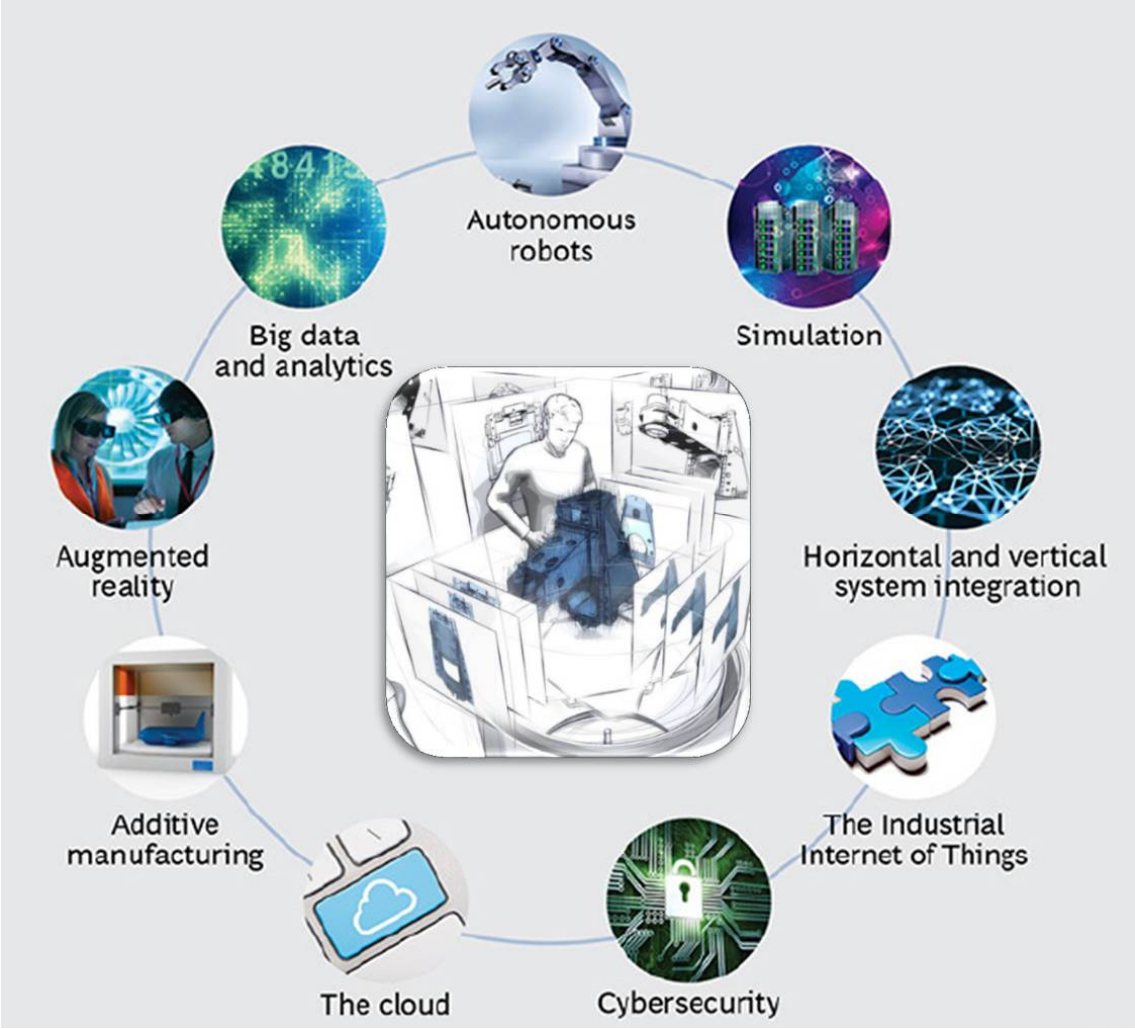 Autonomous
robots
Simulation
Horizontal and vertical
system integration
The Industrial
Internet of Things
Cybersecurity
The cloud
Additive
manufacturing
Augmented
reality
Big data
and analytics